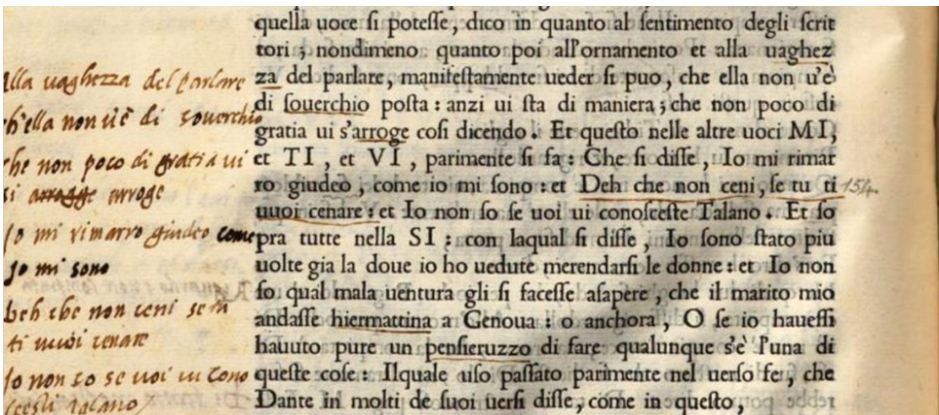 quella uoce ſi poteſſe, dico in quanto al ſentimento degli ſcrit
tori; nondimeno quanto poi all'ornamento et alla uaghez
za del parlare, manifeſtamente ueder ſi puo, che ella non u'è
di ſouerchio poſta: anzi ui ſta di maniera; che non poco di
gratia ui s'arroge coſi dicendo. Et queſto nelle altre uoci MI,
et TI, et VI, parimente ſi fa: Che ſi diſſe, Io mi rimar
ro giudeo, come io mi ſono: et Deh che non ceni, ſe tu ti
uuoi cenare: et Io non ſo ſe uoi ui conoſceſte Talano. Et ſo
pra tutte nella SI: con laqual ſi diſſe, Io ſono ſtato piu
uolte gia la doue io ho uedute merendarſi le donne: et Io non
ſo qual mala uentura gli ſi faceſſe aſapere, che il marito mio
andaſſe hiermattina a Genoua: o anchora, O ſe io haueſſi
hauuto pure un penſieruzzo di fare qualunque s'è l'una di
queſte coſe: Ilquale uſo paſſato parimente nel uerſo fe, che
Dante in molti de ſuoi uerſi diſſe, come in queſto,
Alla uaghezza del parlare
ch'ella non u'è di souerchio
che non poco di gratia ui
si arrogge arroge
Io mi rimarro giudeo come
Io mi sono
Deh che non ceni se tu
ti uuoi cenare
Io non so se uoi ui cono
sceste Talano
154.